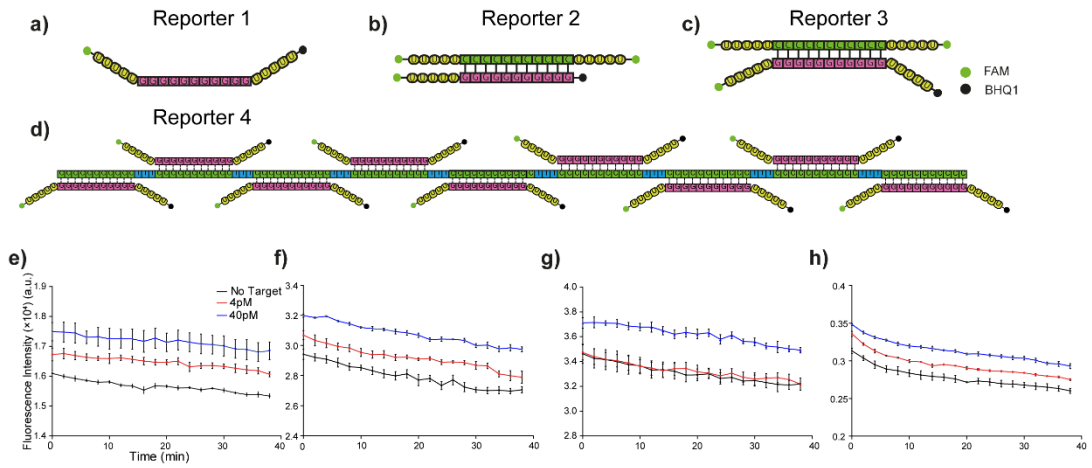 Reporter 1
Reporter 2
Reporter 3
a)
b)
c)
FAM
BHQ1
Reporter 4
d)
e)
f)
g)
h)
Fluorescence Intensity (×10⁴) (a.u.)
1.9
1.8
1.7
1.6
1.5
1.4
No Target
4pM
40pM
0 10 20 30 40
Time (min)
3.4
3.2
3.0
2.8
2.6
2.4
0 10 20 30 40
4.0
3.8
3.6
3.4
3.2
3.0
2.8
0 10 20 30 40
0.4
0.35
0.3
0.25
0.2
0 10 20 30 40